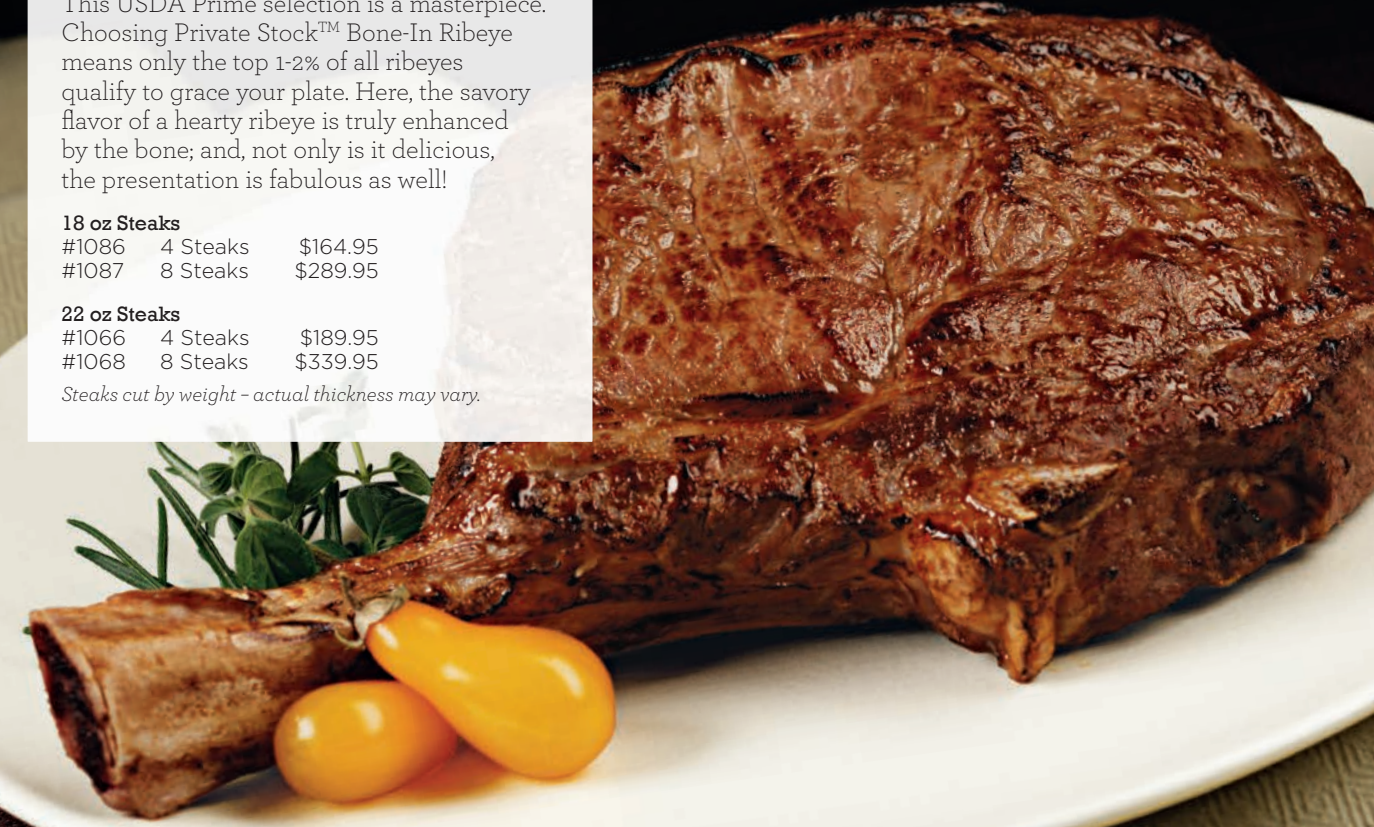 This USDA Prime selection is a masterpiece.
Choosing Private Stock™ Bone-In Ribeye
means only the top 1-2% of all ribeyes
qualify to grace your plate. Here, the savory
flavor of a hearty ribeye is truly enhanced
by the bone; and, not only is it delicious,
the presentation is fabulous as well!
18 oz Steaks
#1086 4 Steaks $164.95
#1087 8 Steaks $289.95
22 oz Steaks
#1066 4 Steaks $189.95
#1068 8 Steaks $339.95
Steaks cut by weight – actual thickness may vary.